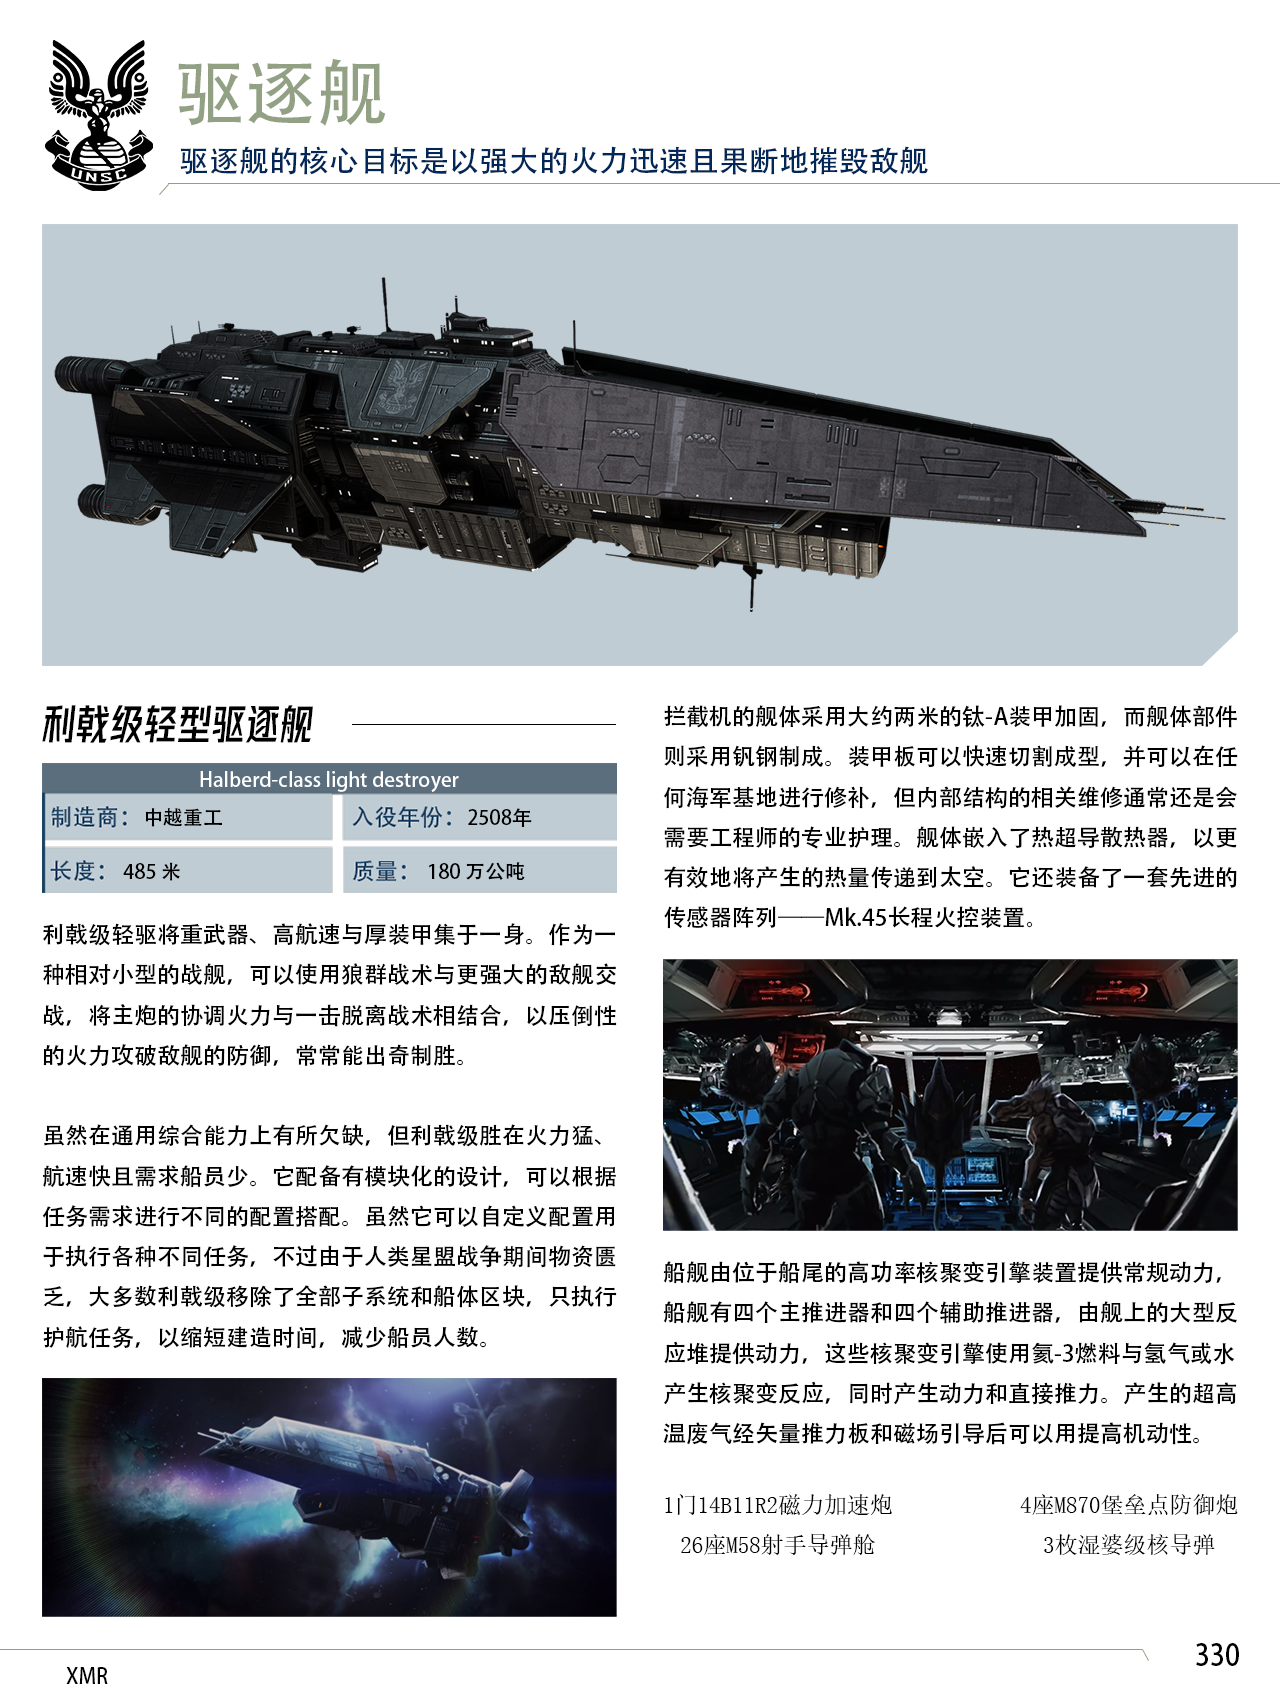 UNSC
驱逐舰
驱逐舰的核心目标是以强大的火力迅速且果断地摧毁敌舰
利戟级轻型驱逐舰
Halberd-class light destroyer
制造商：中越重工
入役年份：2508年
长度：485 米
质量：180 万公吨
利戟级轻驱将重武器、高航速与厚装甲集于一身。作为一
种相对小型的战舰，可以使用狼群战术与更强大的敌舰交
战，将主炮的协调火力与一击脱离战术相结合，以压倒性
的火力攻破敌舰的防御，常常能出奇制胜。
虽然在通用综合能力上有所欠缺，但利戟级胜在火力猛、
航速快且需求船员少。它配备有模块化的设计，可以根据
任务需求进行不同的配置搭配。虽然它可以自定义配置用
于执行各种不同任务，不过由于人类星盟战争期间物资匮
乏，大多数利戟级移除了全部子系统和船体区块，只执行
护航任务，以缩短建造时间，减少船员人数。
PIONEER
拦截机的舰体采用大约两米的钛-A装甲加固，而舰体部件
则采用钒钢制成。装甲板可以快速切割成型，并可以在任
何海军基地进行修补，但内部结构的相关维修通常还是会
需要工程师的专业护理。舰体嵌入了热超导散热器，以更
有效地将产生的热量传递到太空。它还装备了一套先进的
传感器阵列——Mk.45长程火控装置。
船舰由位于船尾的高功率核聚变引擎装置提供常规动力，
船舰有四个主推进器和四个辅助推进器，由舰上的大型反
应堆提供动力，这些核聚变引擎使用氦-3燃料与氢气或水
产生核聚变反应，同时产生动力和直接推力。产生的超高
温废气经矢量推力板和磁场引导后可以用提高机动性。
1门14B11R2磁力加速炮
4座M870堡垒点防御炮
26座M58射手导弹舱
3枚湿婆级核导弹
330
XMR